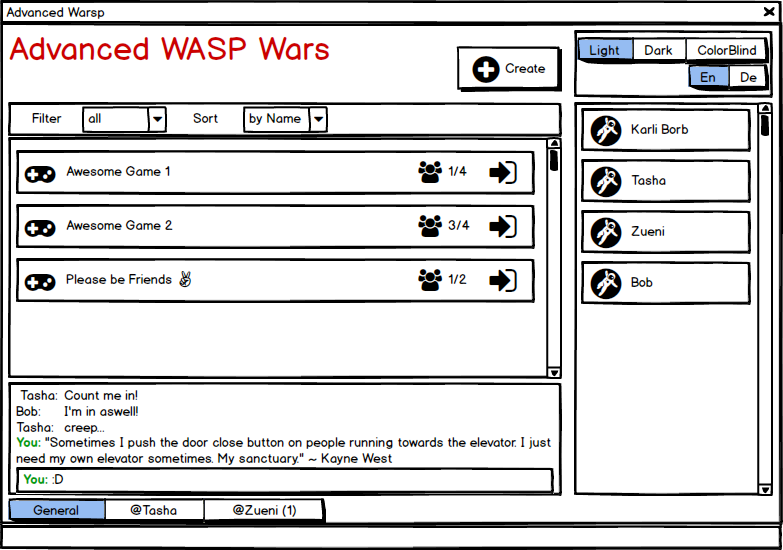 Advanced Warsp
Advanced WASP Wars
Create
Light Dark ColorBlind
En De
Filter all Sort by Name
Awesome Game 1 1/4
Awesome Game 2 3/4
Please be Friends ✌ 1/2
Karli Borb
Tasha
Zueni
Bob
Tasha: Count me in!
Bob: I'm in aswell!
Tasha: creep...
You: "Sometimes I push the door close button on people running towards the elevator. I just
need my own elevator sometimes. My sanctuary." ~ Kayne West
You: :D
General @Tasha @Zueni (1)